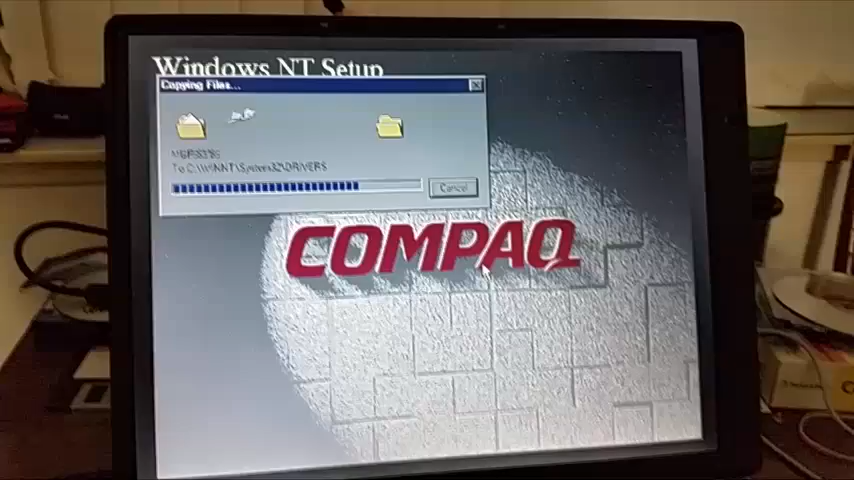 Windows NT Setup
Copying Files...
To C:\WINNT\System32\DRIVERS
Cancel
COMPAQ